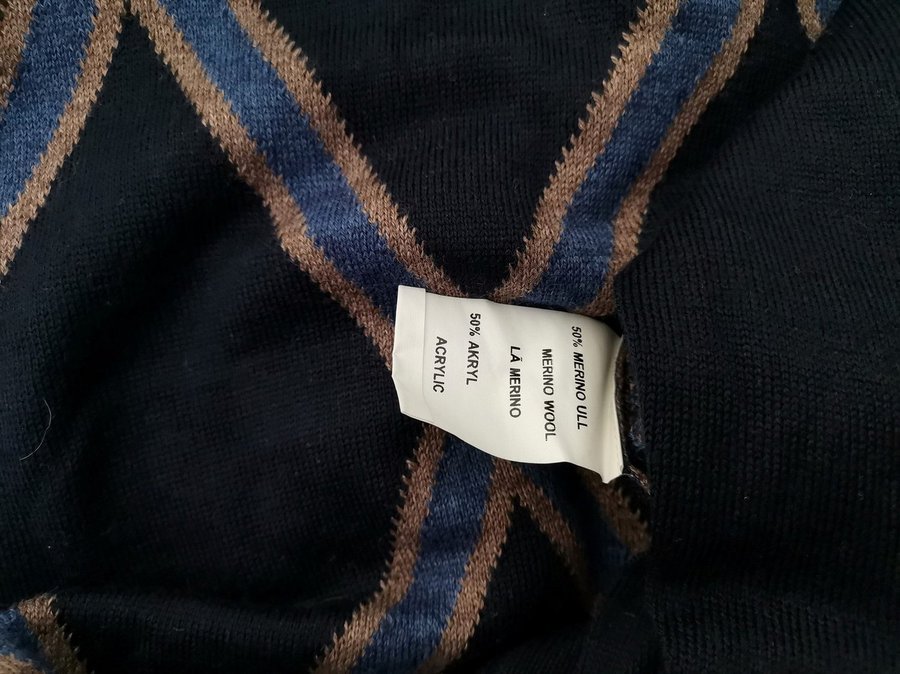 50% MERINO ULL
MERINO WOOL
LÃ MERINO
50% AKRYL
ACRYLIC